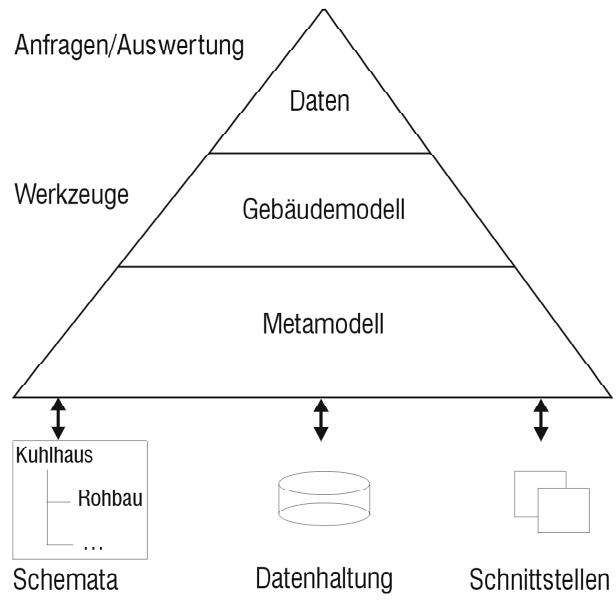 Anfragen/Auswertung
Daten
Werkzeuge
Gebäudemodell
Metamodell
Kuhlhaus
Rohbau
...
Schemata
Datenhaltung
Schnittstellen